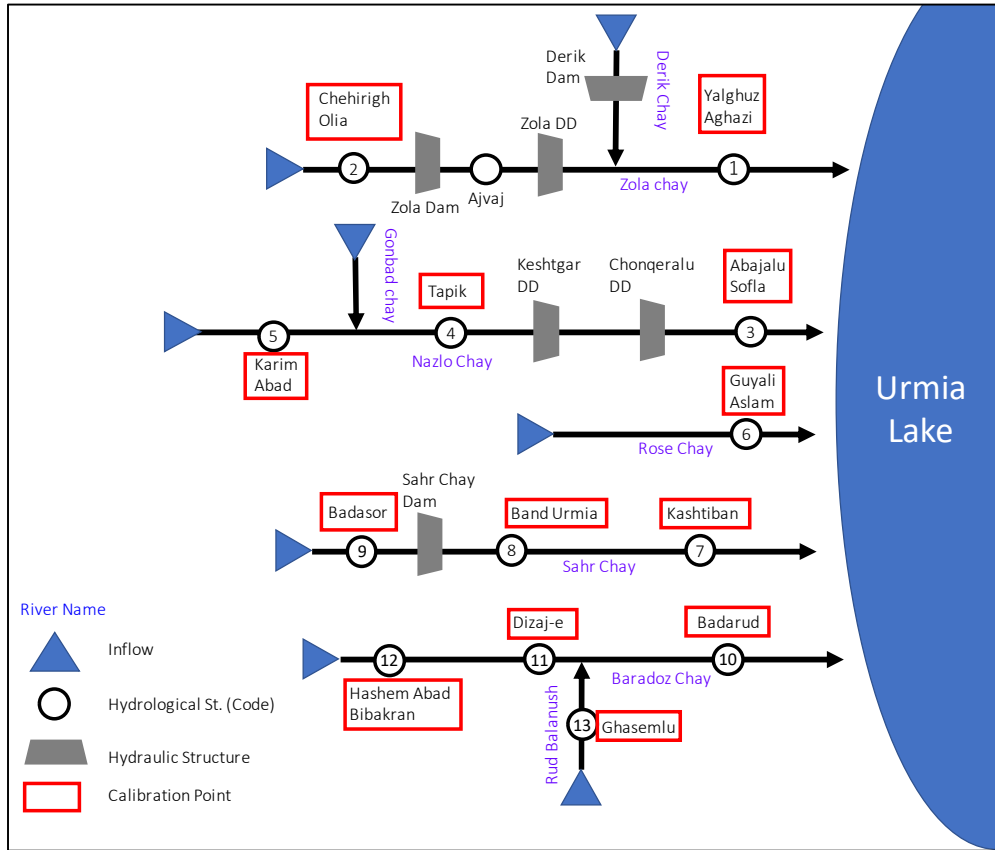 Derik
Dam
Derik Chay
Chehirigh
Olia
Yalghuz
Aghazi
Zola DD
2
1
Zola Dam
Ajvaj
Zola chay
Gonbad chay
Keshtgar
DD
Chonqeralu
DD
Abajalu
Sofla
Tapik
5
4
3
Karim
Abad
Nazlo Chay
Guyali
Aslam
6
Rose Chay
Urmia
Lake
Sahr Chay
Dam
Badasor
Band Urmia
Kashtiban
9
8
7
Sahr Chay
River Name
Inflow
Hydrological St. (Code)
Hydraulic Structure
Calibration Point
Dizaj-e
Badarud
12
11
10
Hashem Abad
Bibakran
Baradoz Chay
Rud Balanush
13
Ghasemlu